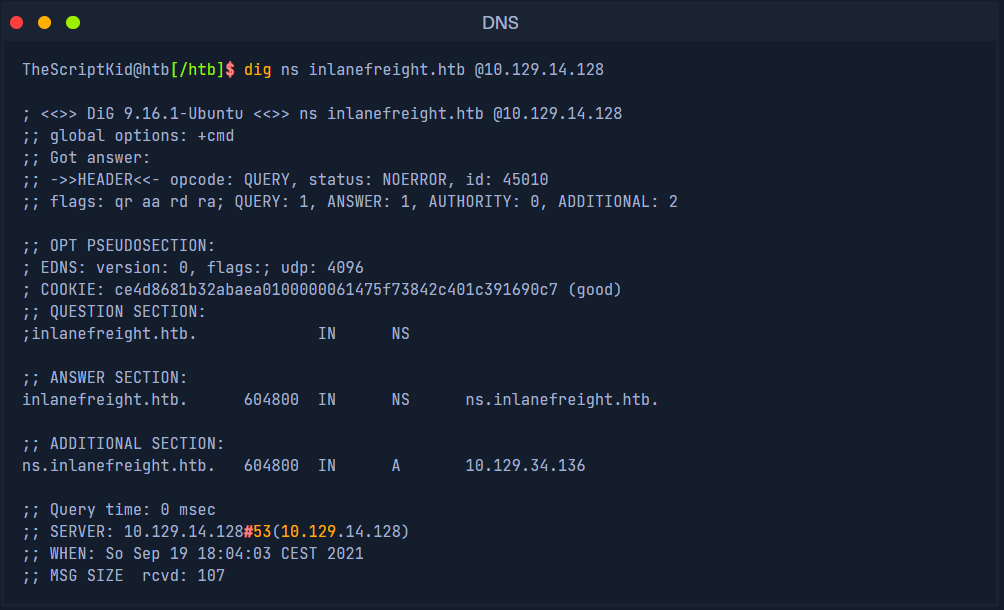 DNS
TheScriptKid@htb[/htb]$ dig ns inlanefreight.htb @10.129.14.128
; <<>> DiG 9.16.1-Ubuntu <<>> ns inlanefreight.htb @10.129.14.128
;; global options: +cmd
;; Got answer:
;; ->>HEADER<<- opcode: QUERY, status: NOERROR, id: 45010
;; flags: qr aa rd ra; QUERY: 1, ANSWER: 1, AUTHORITY: 0, ADDITIONAL: 2
;; OPT PSEUDOSECTION:
; EDNS: version: 0, flags:; udp: 4096
; COOKIE: ce4d8681b32abaea0100000061475f73842c401c391690c7 (good)
;; QUESTION SECTION:
;inlanefreight.htb.             IN      NS
;; ANSWER SECTION:
inlanefreight.htb.      604800  IN      NS      ns.inlanefreight.htb.
;; ADDITIONAL SECTION:
ns.inlanefreight.htb.   604800  IN      A       10.129.34.136
;; Query time: 0 msec
;; SERVER: 10.129.14.128#53(10.129.14.128)
;; WHEN: So Sep 19 18:04:03 CEST 2021
;; MSG SIZE  rcvd: 107